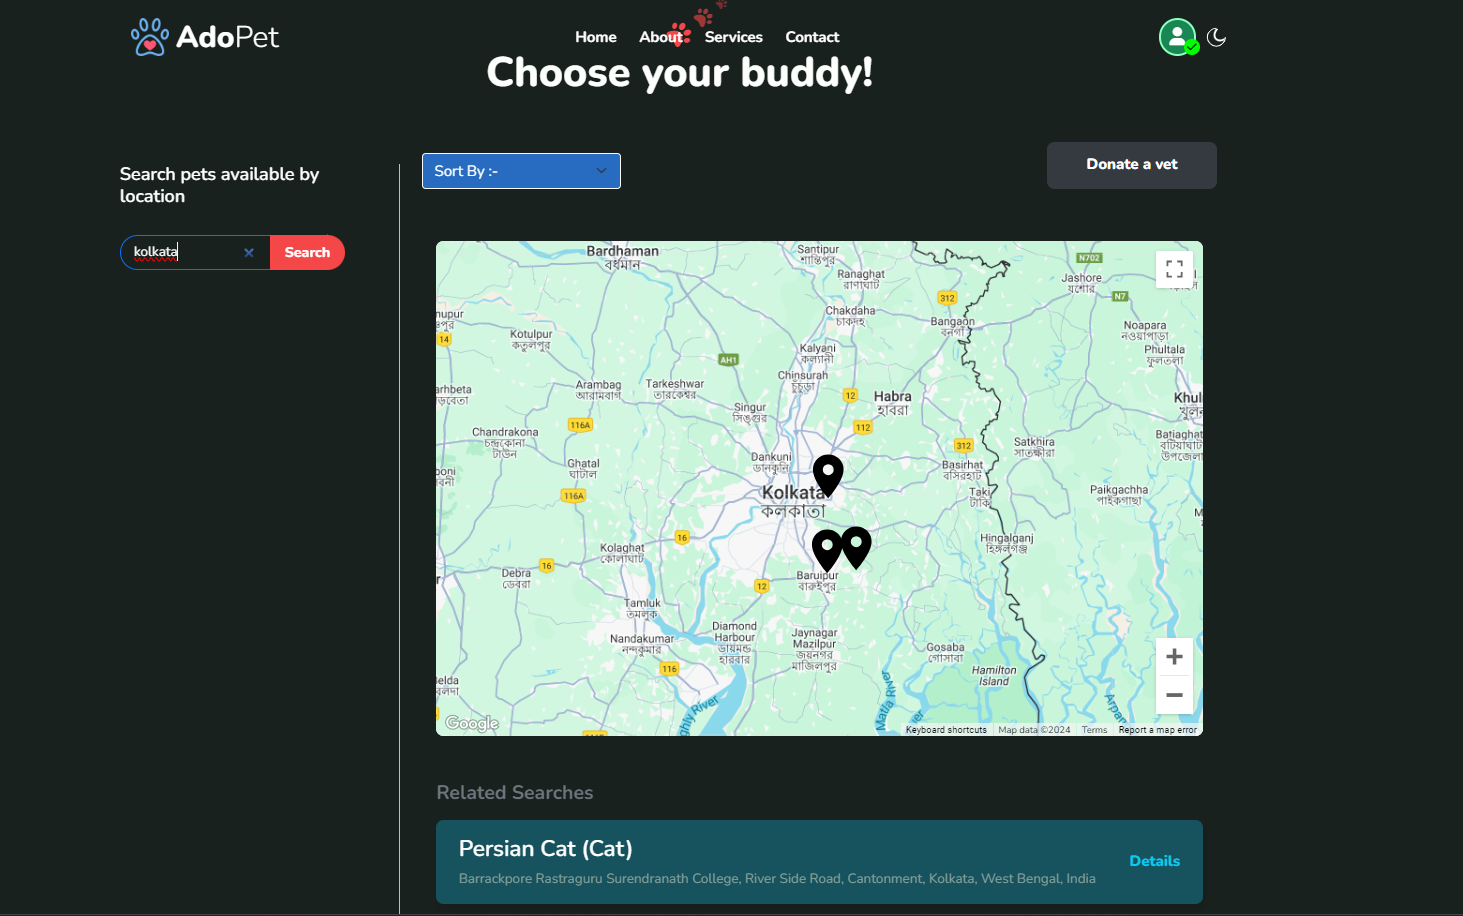 AdoPet
Home
About
Services
Contact
Choose your buddy!
Search pets available by
location
kolkata
Search
Sort By :-
Donate a vet
Bardhaman
বর্ধমান
Santipur
শান্তিপুর
Ranaghat
রাণাঘাট
N702
Jashore
যশোর
N7
312
Chakdaha
চাকদহ
Bangaon
বনগাঁ
Noapara
নওয়াপাড়া
Phultala
ফুলতলা
14
Kotulpur
কতুলপুর
Kalyani
কল্যানী
AH1
Chinsurah
চুঁচুড়া
Arambag
আরামবাগ
Tarkeshwar
তারকেশ্বর
12
Habra
হাবরা
Singur
সিঙ্গুর
116A
112
Chandrakona
চন্দ্রকোনা
টাউন
312
Satkhira
সাতক্ষীরা
Dankuni
ডানকুনি
Ghatal
ঘাটাল
Basirhat
বসিরহাট
116A
Kolkata
কলকাতা
Taki
টাকি
Paikgachha
পাইকগাছা
16
Kolaghat
কোলাঘাট
Hingalganj
হিঙ্গলগঞ্জ
16
Debra
ডেবরা
Baruipur
বারুইপুর
12
Tamluk
তমলুক
Diamond
Harbour
ডায়মন্ড
হারবার
Jaynagar
Mazilpur
জয়নগর
মাজিলপুর
Nandakumar
নন্দকুমার
Gosaba
গোসাবা
116
Hamilton
Island
Matla
Google
Keyboard shortcuts
Map data ©2024
Terms
Report a map error
Related Searches
Persian Cat (Cat)
Barrackpore Rastraguru Surendranath College, River Side Road, Cantonment, Kolkata, West Bengal, India
Details